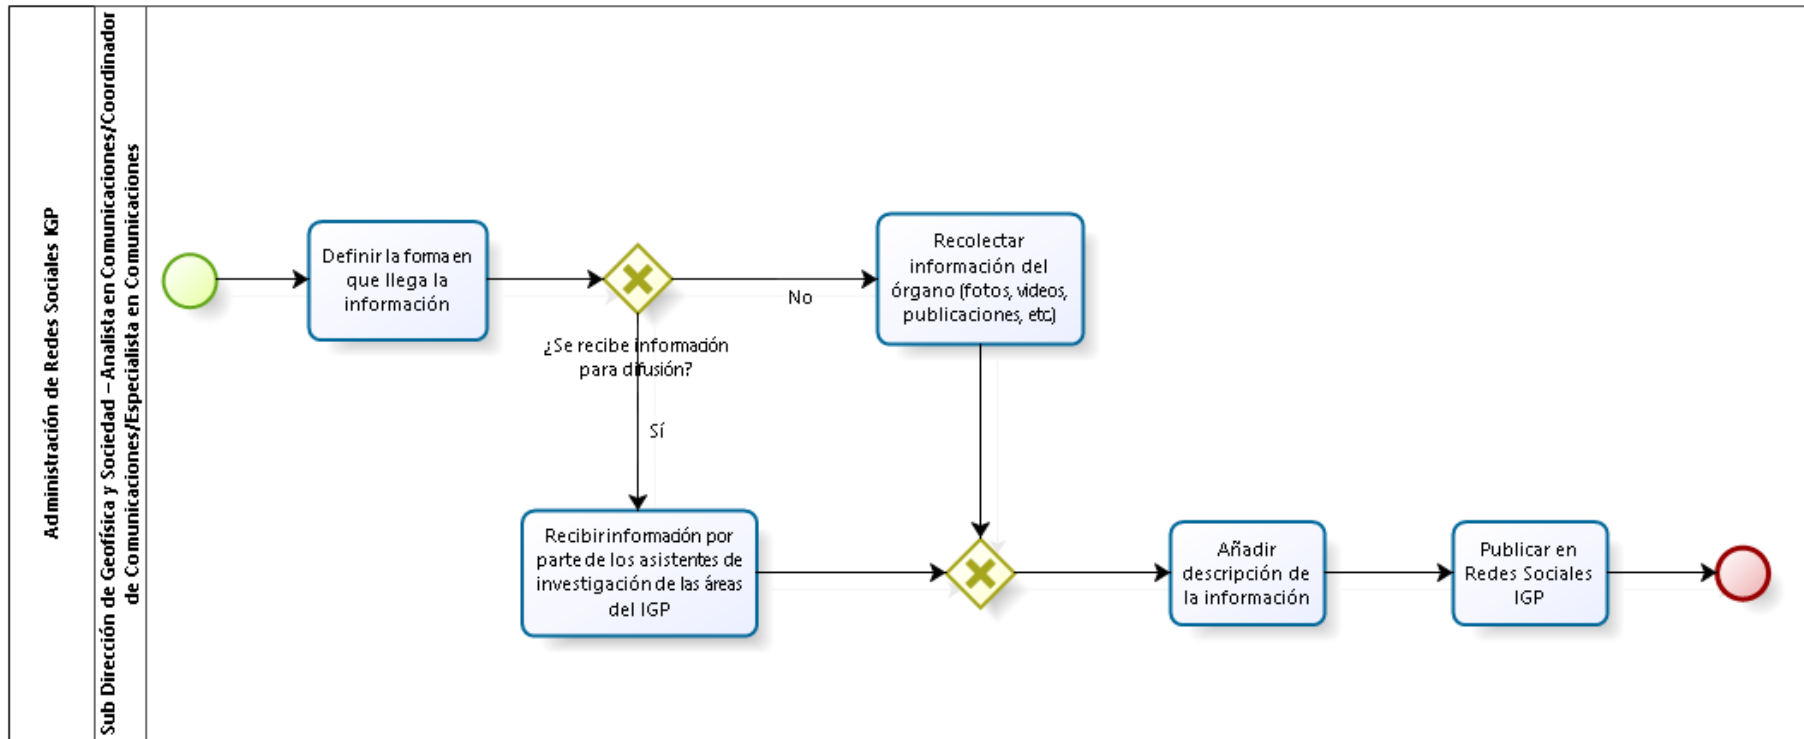 Administración de Redes Sociales IGP
Sub Dirección de Geofísica y Sociedad – Analista en Comunicaciones/Coordinador
de Comunicaciones/Especialista en Comunicaciones
Definir la forma en
que llega la
información
¿Se recibe información
para difusión?
No
Recolectar
información del
órgano (fotos, videos,
publicaciones, etc)
Sí
Recibir información por
parte de los asistentes de
investigación de las áreas
del IGP
Añadir
descripción de
la información
Publicar en
Redes Sociales
IGP